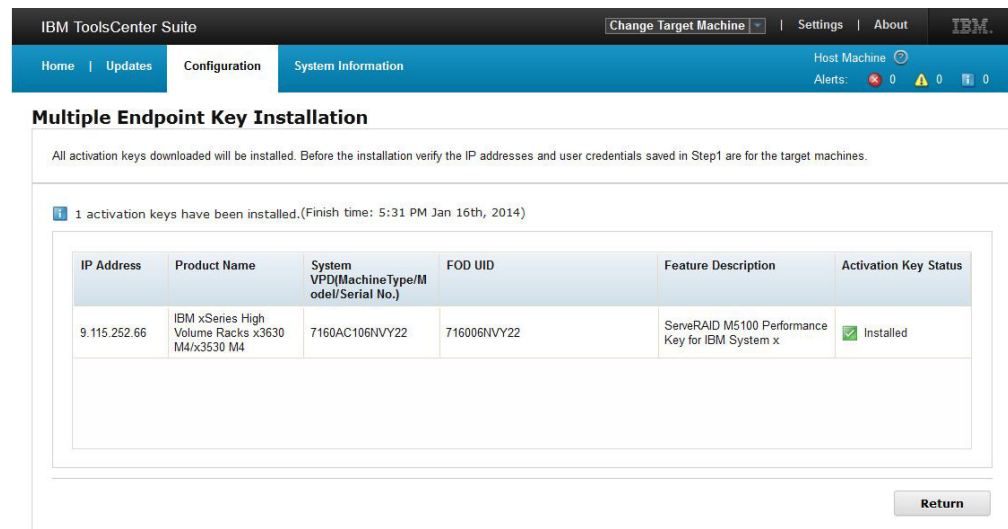 IBM ToolsCenter Suite
Change Target Machine | Settings | About IBM.
Home | Updates Configuration System Information
Host Machine ?
Alerts: 0 0 0
Multiple Endpoint Key Installation
All activation keys downloaded will be installed. Before the installation verify the IP addresses and user credentials saved in Step1 are for the target machines.
1 activation keys have been installed.(Finish time: 5:31 PM Jan 16th, 2014)
IP Address Product Name System VPD(MachineType/M FOD UID Feature Description Activation Key Status
odel/Serial No.)
IBM xSeries High
9.115.252.66 Volume Racks x3630 7160AC106NVY22 716006NVY22 ServeRAID M5100 Performance Installed
M4/x3530 M4 Key for IBM System x
Return